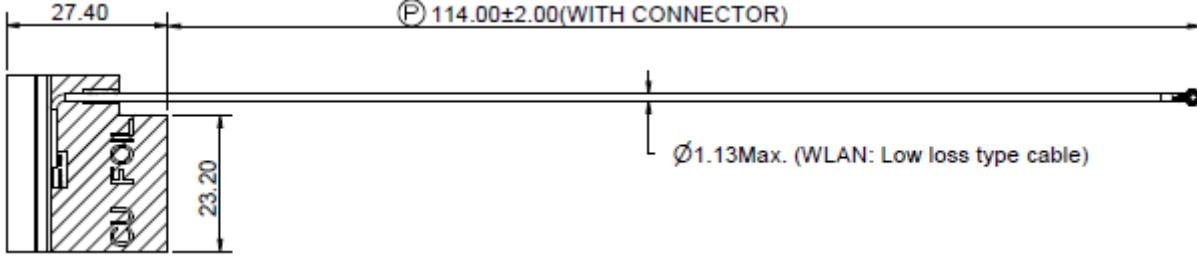 27.40
Ⓟ 114.00±2.00(WITH CONNECTOR)
Ø1.13Max. (WLAN: Low loss type cable)
CU FOIL
23.20